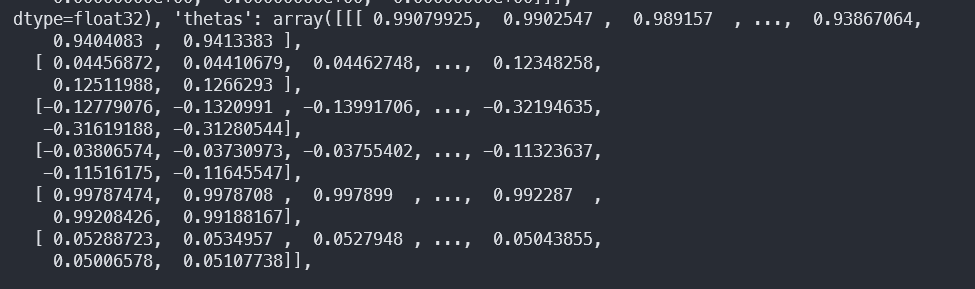 dtype=float32), 'thetas': array([[[ 0.99079925,  0.9902547 ,  0.989157  , ...,  0.93867064,
0.9404083 ,  0.9413383 ],
[ 0.04456872,  0.04410679,  0.04462748, ...,  0.12348258,
0.12511988,  0.1266293 ],
[-0.12779076, -0.1320991 , -0.13991706, ..., -0.32194635,
-0.31619188, -0.31280544],
[-0.03806574, -0.03730973, -0.03755402, ..., -0.11323637,
-0.11516175, -0.11645547],
[ 0.99787474,  0.9978708 ,  0.997899  , ...,  0.992287  ,
0.99208426,  0.99188167],
[ 0.05288723,  0.0534957 ,  0.0527948 , ...,  0.05043855,
0.05006578,  0.05107738]],